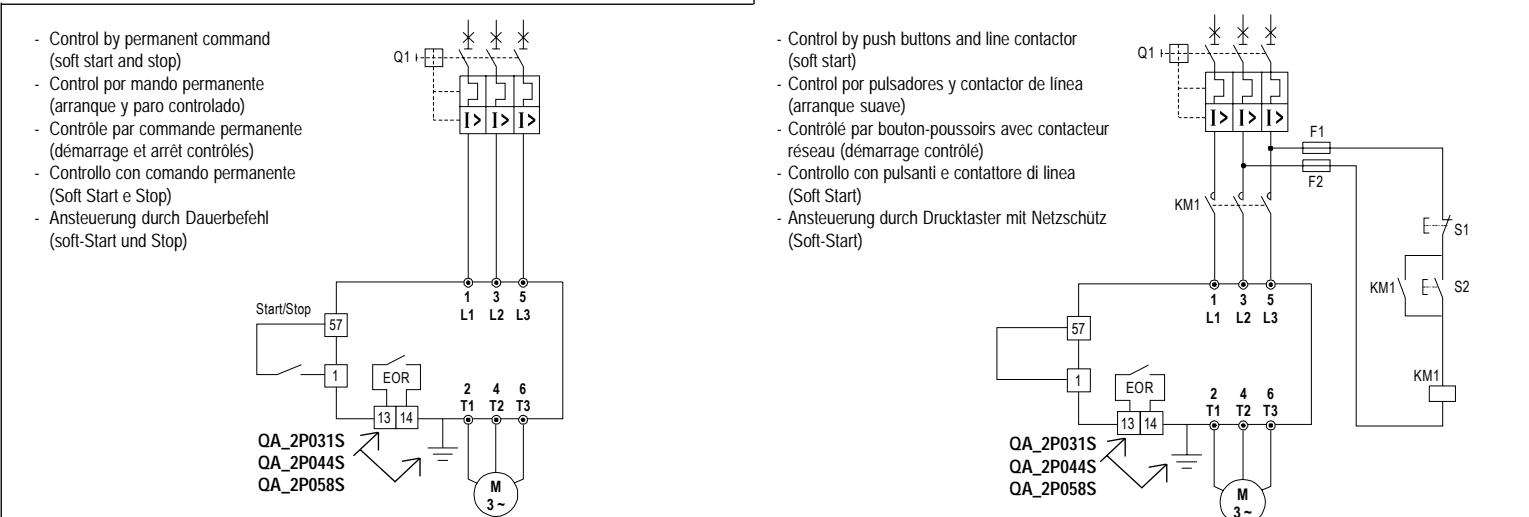 - Control by permanent command
(soft start and stop)
- Control por mando permanente
(arranque y paro controlado)
- Contrôle par commande permanente
(démarrage et arrêt contrôlés)
- Controllo con comando permanente
(Soft Start e Stop)
- Ansteuerung durch Dauerbefehl
(soft-Start und Stop)
Q1
I> I> I>
1 3 5
L1 L2 L3
Start/Stop
57
1
EOR
13 14
2 4 6
T1 T2 T3
QA_2P031S
QA_2P044S
QA_2P058S
M
3 ~
- Control by push buttons and line contactor
(soft start)
- Control por pulsadores y contactor de línea
(arranque suave)
- Contrôlé par bouton-poussoirs avec contacteur
réseau (démarrage contrôlé)
- Controllo con pulsanti e contattore di linea
(Soft Start)
- Ansteuerung durch Drucktaster mit Netzschütz
(Soft-Start)
Q1
I> I> I>
F1
F2
KM1
S1
KM1
S2
KM1
1 3 5
L1 L2 L3
57
1
EOR
13 14
2 4 6
T1 T2 T3
QA_2P031S
QA_2P044S
QA_2P058S
M
3 ~